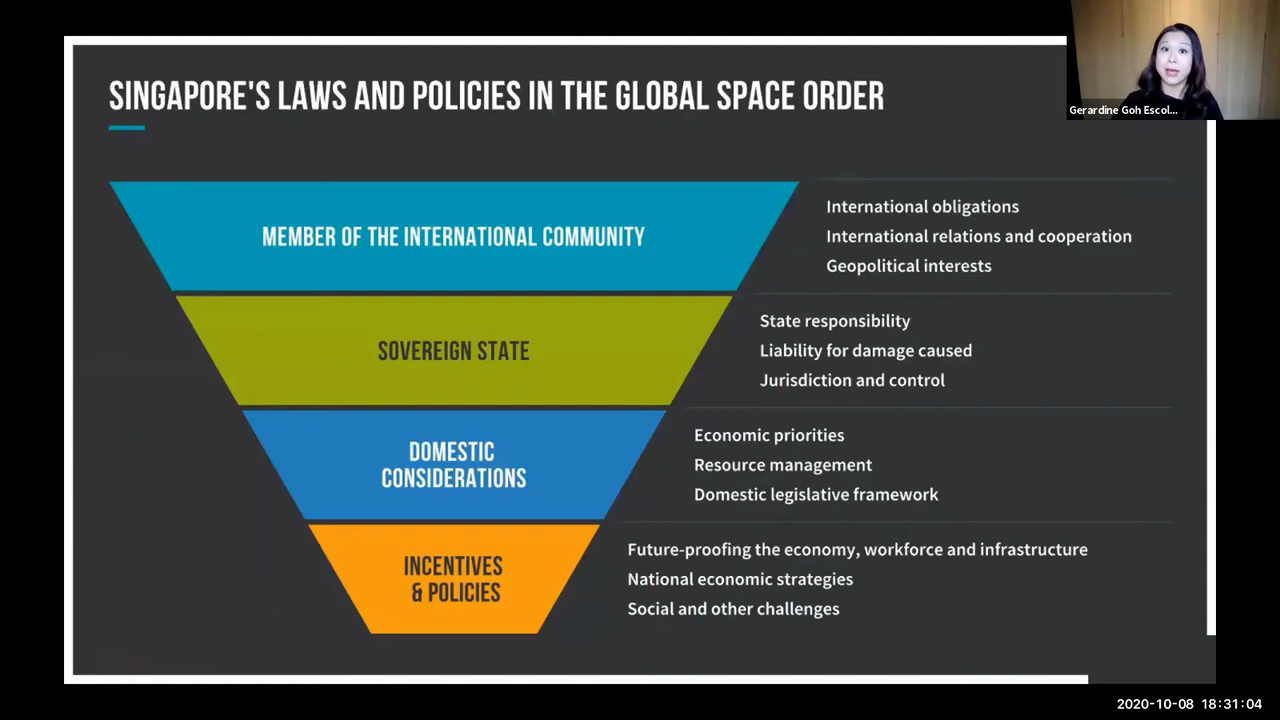 SINGAPORE'S LAWS AND POLICIES IN THE GLOBAL SPACE ORDER
Gerardine Goh Escol...
MEMBER OF THE INTERNATIONAL COMMUNITY
International obligations
International relations and cooperation
Geopolitical interests
SOVEREIGN STATE
State responsibility
Liability for damage caused
Jurisdiction and control
DOMESTIC
CONSIDERATIONS
Economic priorities
Resource management
Domestic legislative framework
INCENTIVES
& POLICIES
Future-proofing the economy, workforce and infrastructure
National economic strategies
Social and other challenges
2020-10-08 18:31:04